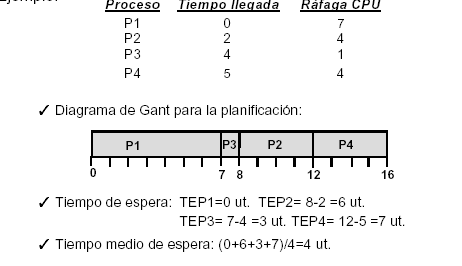 Ejemplo:
Proceso Tiempo llegada Ráfaga CPU
P1 0 7
P2 2 4
P3 4 1
P4 5 4
✓ Diagrama de Gant para la planificación:
P1 P3 P2 P4
0 7 8 12 16
✓ Tiempo de espera: TEP1=0 ut. TEP2= 8-2 =6 ut.
TEP3= 7-4 =3 ut. TEP4= 12-5 =7 ut.
✓ Tiempo medio de espera: (0+6+3+7)/4=4 ut.